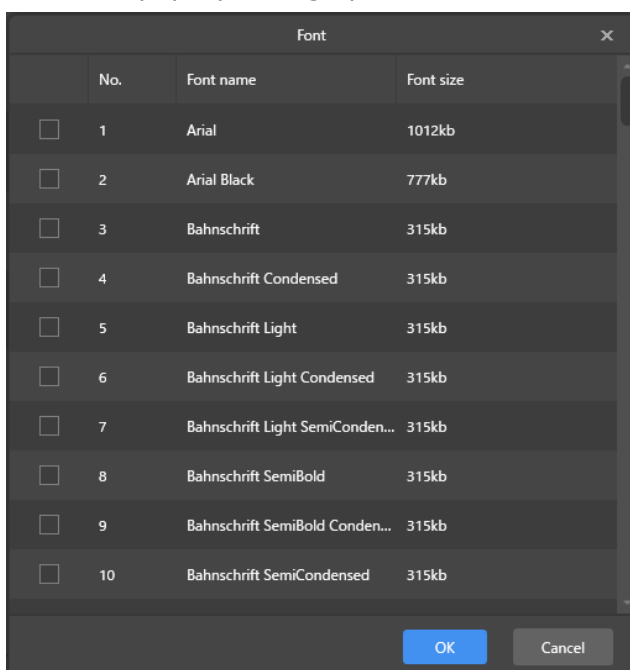 Font
No. Font name Font size
1 Arial 1012kb
2 Arial Black 777kb
3 Bahnschrift 315kb
4 Bahnschrift Condensed 315kb
5 Bahnschrift Light 315kb
6 Bahnschrift Light Condensed 315kb
7 Bahnschrift Light SemiConden... 315kb
8 Bahnschrift SemiBold 315kb
9 Bahnschrift SemiBold Conden... 315kb
10 Bahnschrift SemiCondensed 315kb
OK Cancel